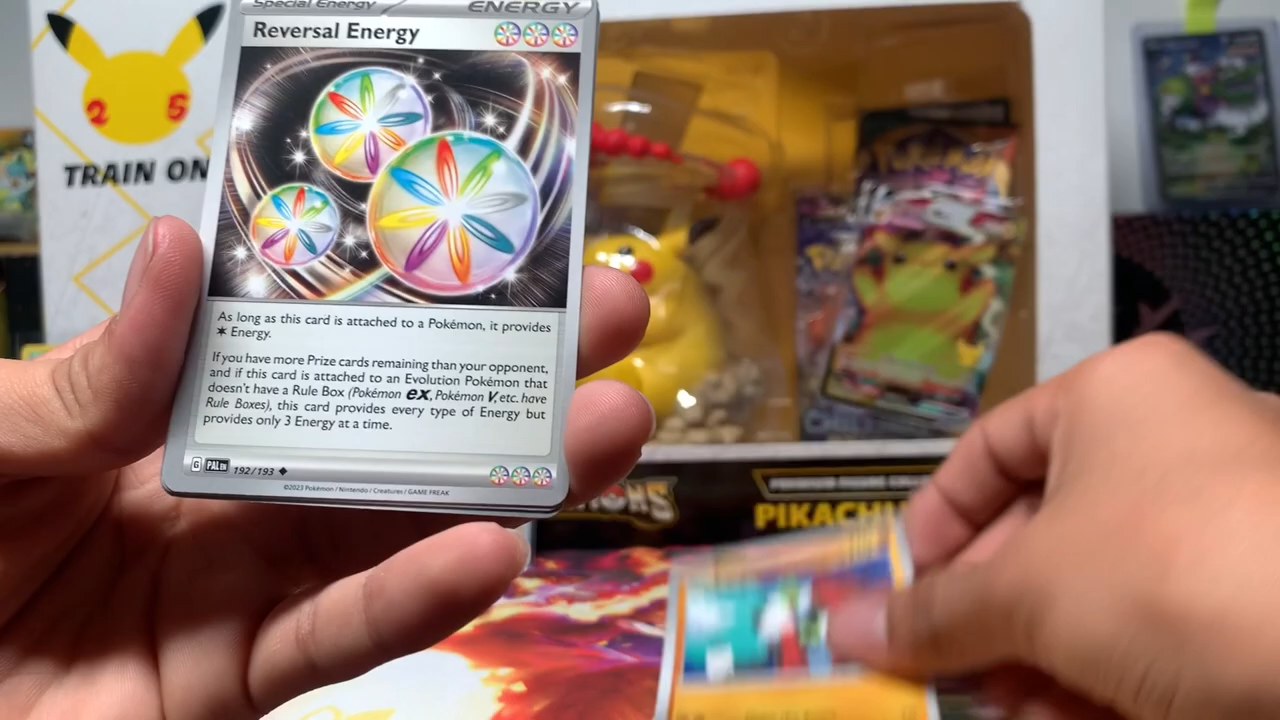 Special Energy ENERGY
Reversal Energy
As long as this card is attached to a Pokémon, it provides
Energy.
If you have more Prize cards remaining than your opponent,
and if this card is attached to an Evolution Pokémon that
doesn't have a Rule Box (Pokémon ex, Pokémon V, etc. have
Rule Boxes), this card provides every type of Energy but
provides only 3 Energy at a time.
G PAL EN 192/193
©2023 Pokémon / Nintendo / Creatures / GAME FREAK
2 5
TRAIN ON
Pokémon
PIKACHU